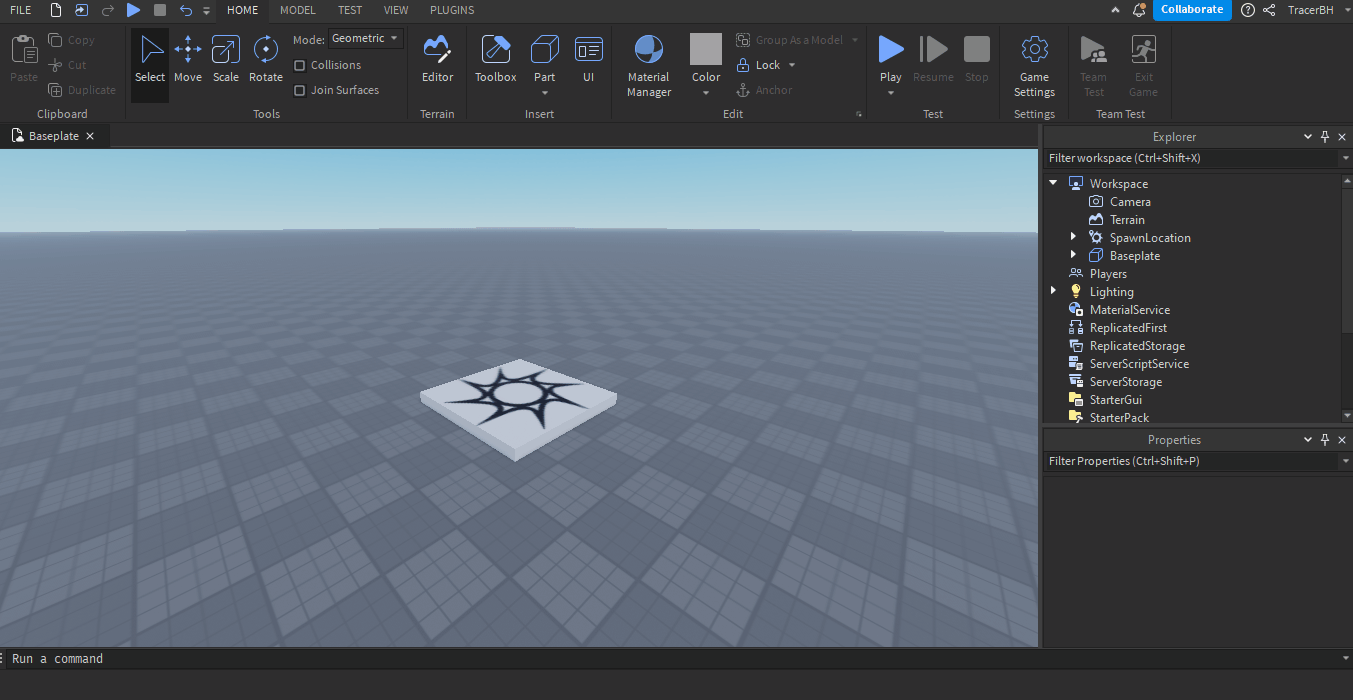 FILE
HOME
MODEL
TEST
VIEW
PLUGINS
Collaborate
TracerBH
Paste
Copy
Cut
Duplicate
Clipboard
Select
Move
Scale
Rotate
Mode:
Geometric
Collisions
Join Surfaces
Tools
Editor
Terrain
Toolbox
Part
UI
Insert
Material
Manager
Color
Group As a Model
Lock
Anchor
Edit
Play
Resume
Stop
Test
Game
Settings
Settings
Team
Test
Exit
Game
Team Test
Baseplate
Explorer
Filter workspace (Ctrl+Shift+X)
Workspace
Camera
Terrain
SpawnLocation
Baseplate
Players
Lighting
MaterialService
ReplicatedFirst
ReplicatedStorage
ServerScriptService
ServerStorage
StarterGui
StarterPack
Properties
Filter Properties (Ctrl+Shift+P)
Run a command